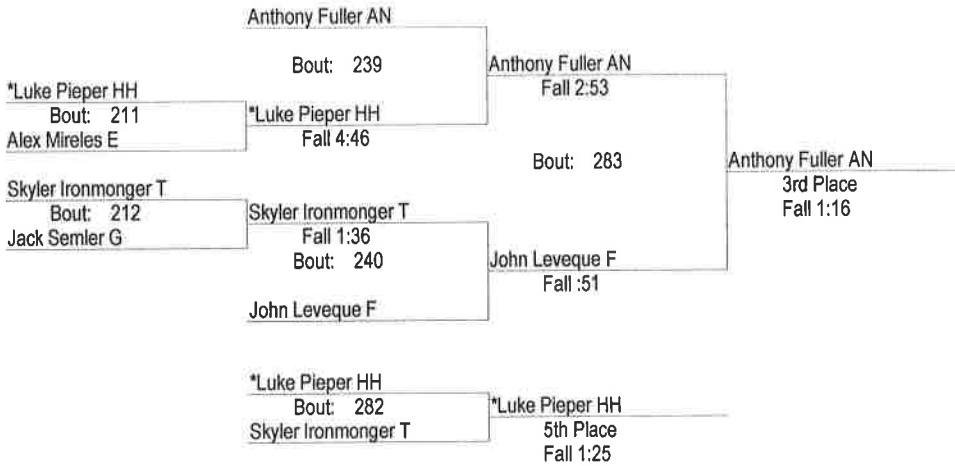 Anthony Fuller AN
Bout: 239
Anthony Fuller AN
Fall 2:53
*Luke Pieper HH
Bout: 211
Alex Mireles E
*Luke Pieper HH
Fall 4:46
Bout: 283
Anthony Fuller AN
3rd Place
Fall 1:16
Skyler Ironmonger T
Bout: 212
Jack Semler G
Skyler Ironmonger T
Fall 1:36
Bout: 240
John Leveque F
Fall :51
John Leveque F
*Luke Pieper HH
Bout: 282
Skyler Ironmonger T
*Luke Pieper HH
5th Place
Fall 1:25